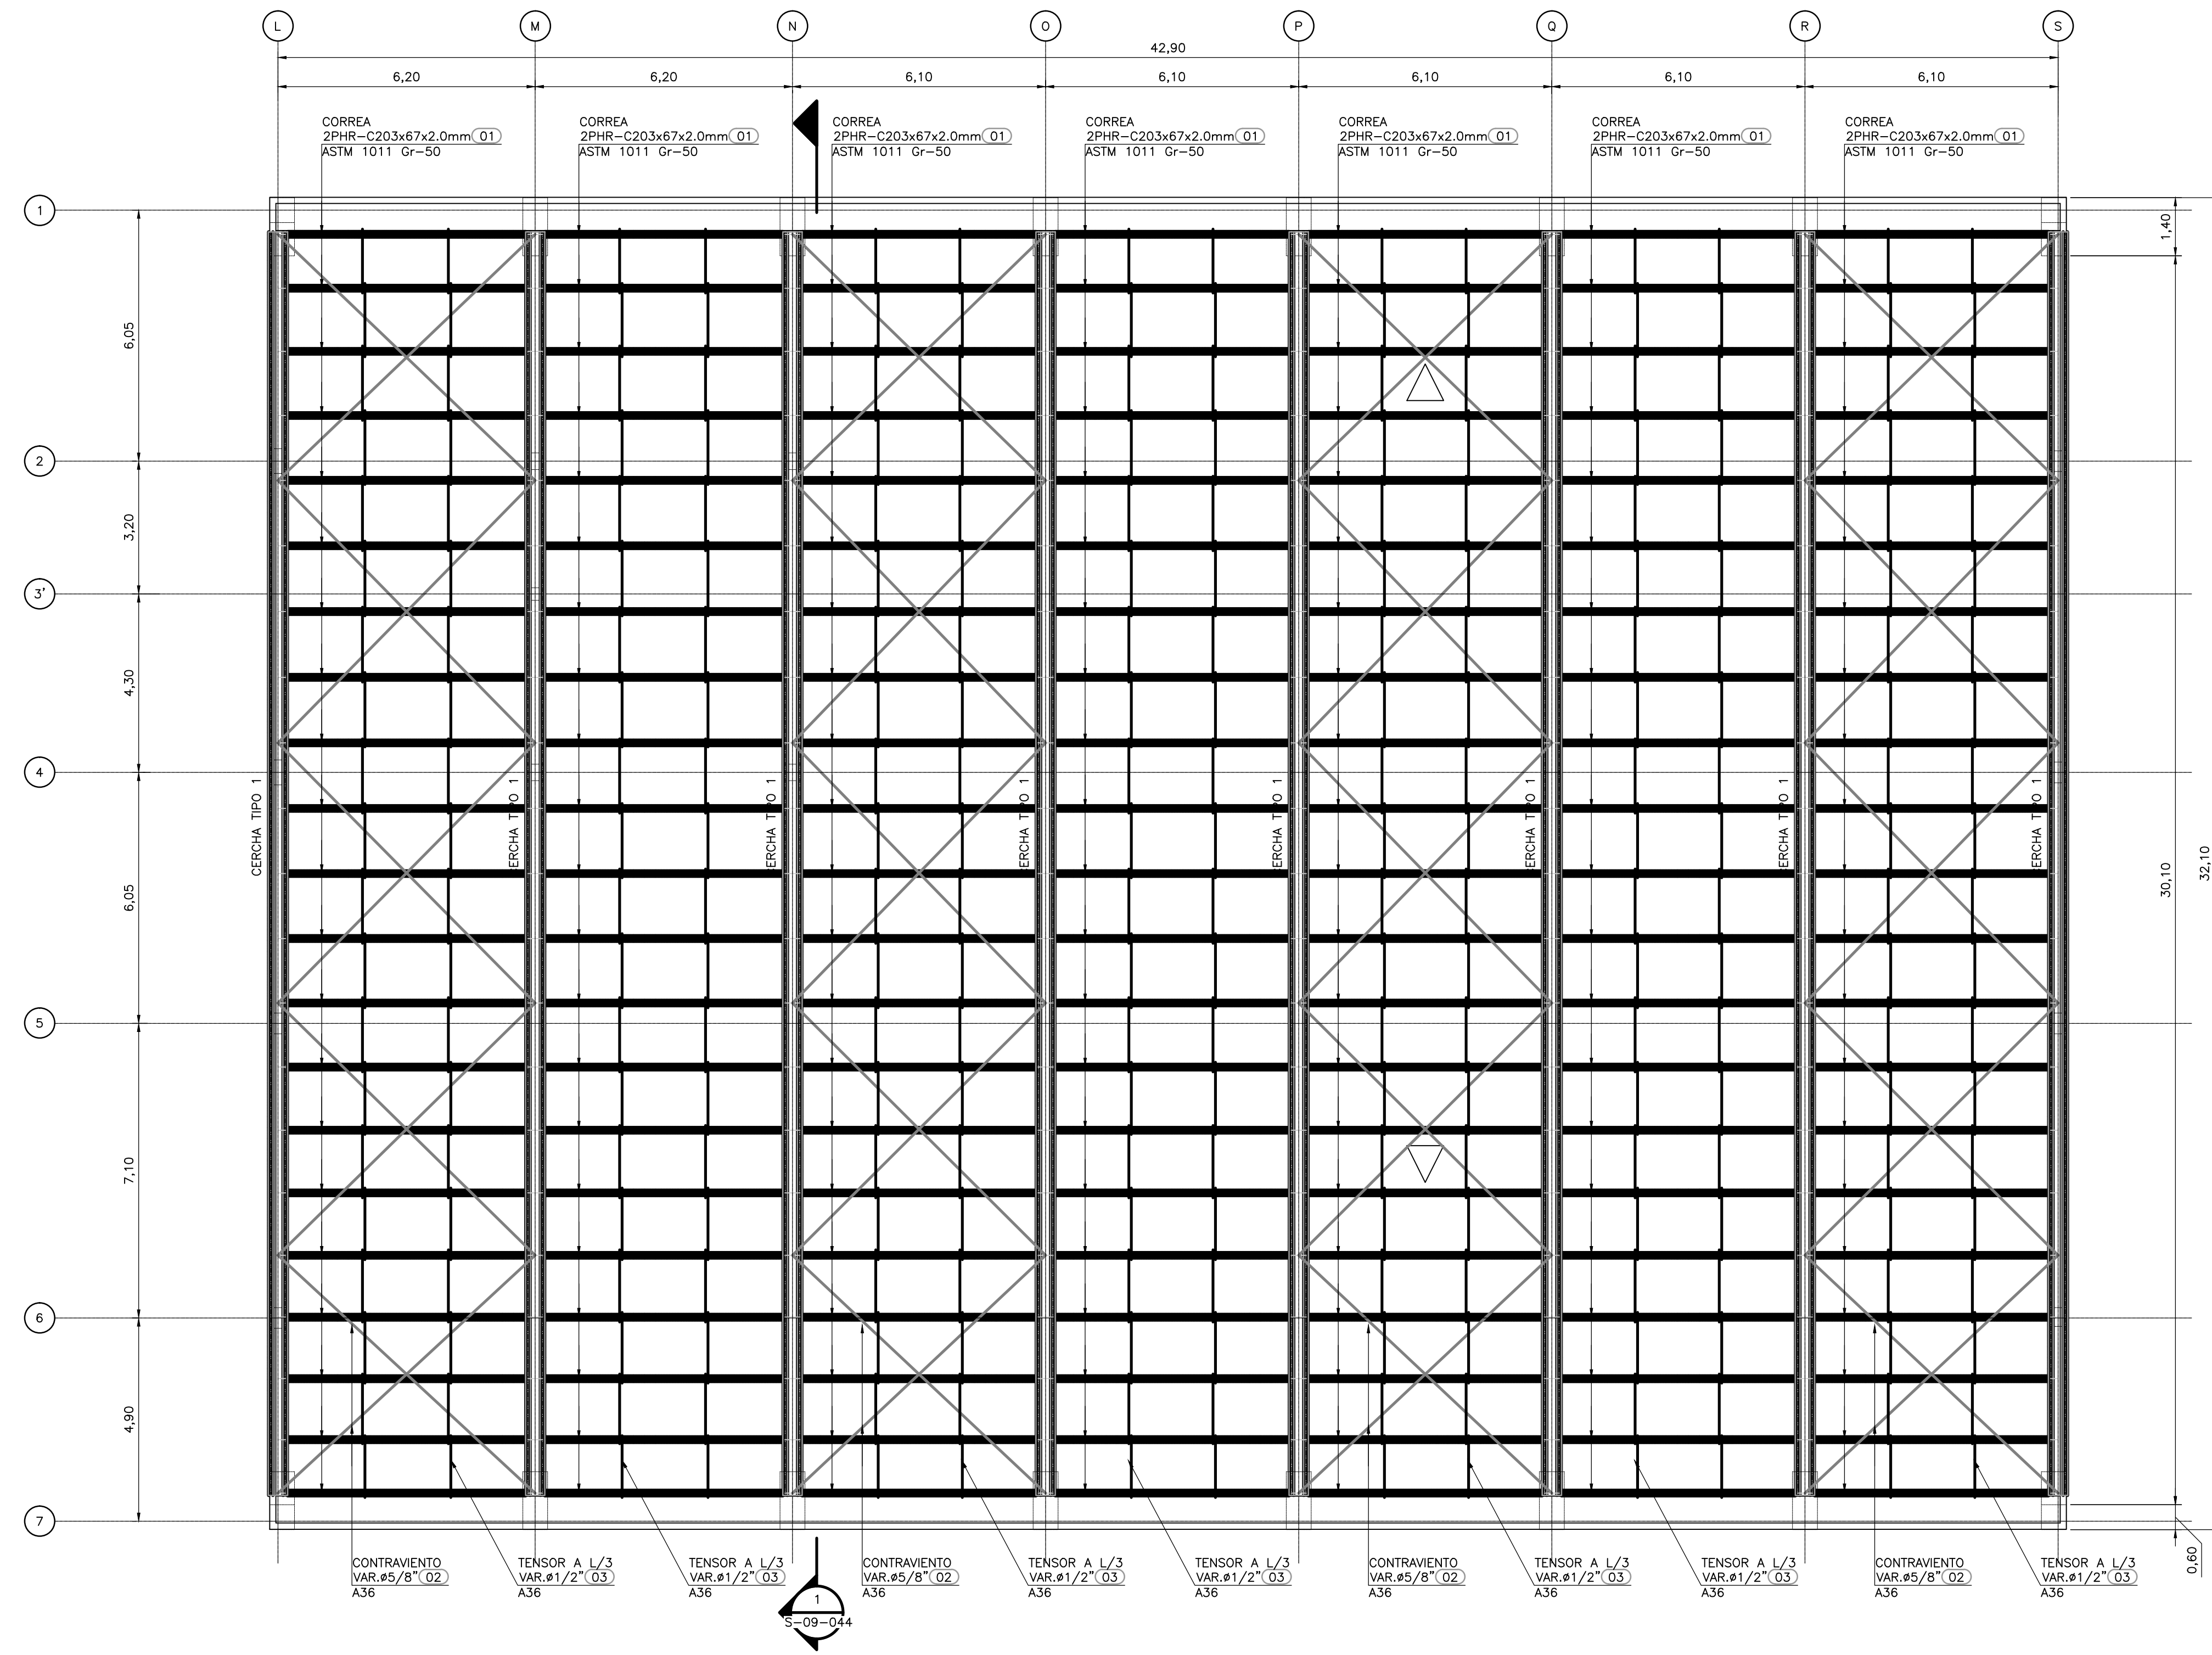 L
M
N
O
P
Q
R
S
42,90
6,20
6,20
6,10
6,10
6,10
6,10
6,10
CORREA
2PHR-C203x67x2.0mm 01
ASTM 1011 Gr-50
CORREA
2PHR-C203x67x2.0mm 01
ASTM 1011 Gr-50
CORREA
2PHR-C203x67x2.0mm 01
ASTM 1011 Gr-50
CORREA
2PHR-C203x67x2.0mm 01
ASTM 1011 Gr-50
CORREA
2PHR-C203x67x2.0mm 01
ASTM 1011 Gr-50
CORREA
2PHR-C203x67x2.0mm 01
ASTM 1011 Gr-50
CORREA
2PHR-C203x67x2.0mm 01
ASTM 1011 Gr-50
1
2
3'
4
5
6
7
6,05
3,20
4,30
6,05
7,10
4,90
1,40
30,10
32,10
0,60
CERCHA TIPO 1
CERCHA TIPO 1
CERCHA TIPO 1
CERCHA TIPO 1
CERCHA TIPO 1
CERCHA TIPO 1
CERCHA TIPO 1
CERCHA TIPO 1
CONTRAVIENTO
VAR.ø5/8" 02
A36
TENSOR A L/3
VAR.ø1/2" 03
A36
TENSOR A L/3
VAR.ø1/2" 03
A36
CONTRAVIENTO
VAR.ø5/8" 02
A36
TENSOR A L/3
VAR.ø1/2" 03
A36
TENSOR A L/3
VAR.ø1/2" 03
A36
CONTRAVIENTO
VAR.ø5/8" 02
A36
TENSOR A L/3
VAR.ø1/2" 03
A36
TENSOR A L/3
VAR.ø1/2" 03
A36
CONTRAVIENTO
VAR.ø5/8" 02
A36
TENSOR A L/3
VAR.ø1/2" 03
A36
1
S-09-044